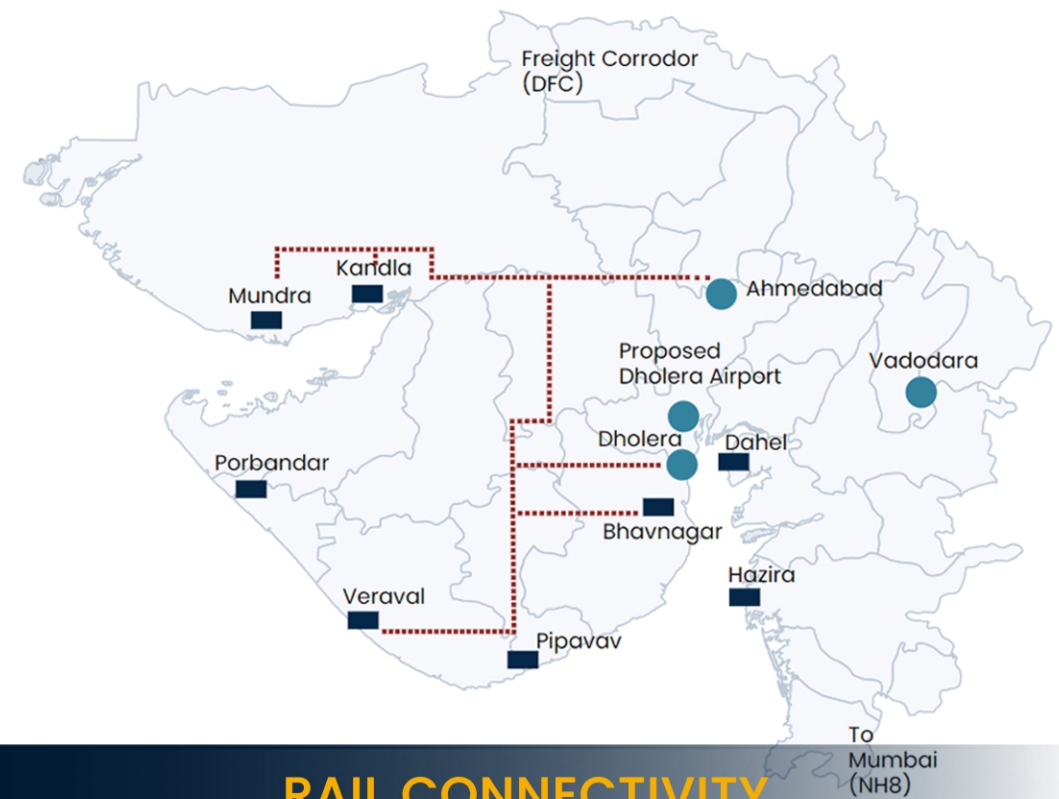 Freight Corrodor
(DFC)
Kandla
Mundra
Ahmedabad
Proposed
Dholera Airport
Vadodara
Dholera
Dahel
Porbandar
Bhavnagar
Hazira
Veraval
Pipavav
To
Mumbai
(NH8)
RAIL CONNECTIVITY